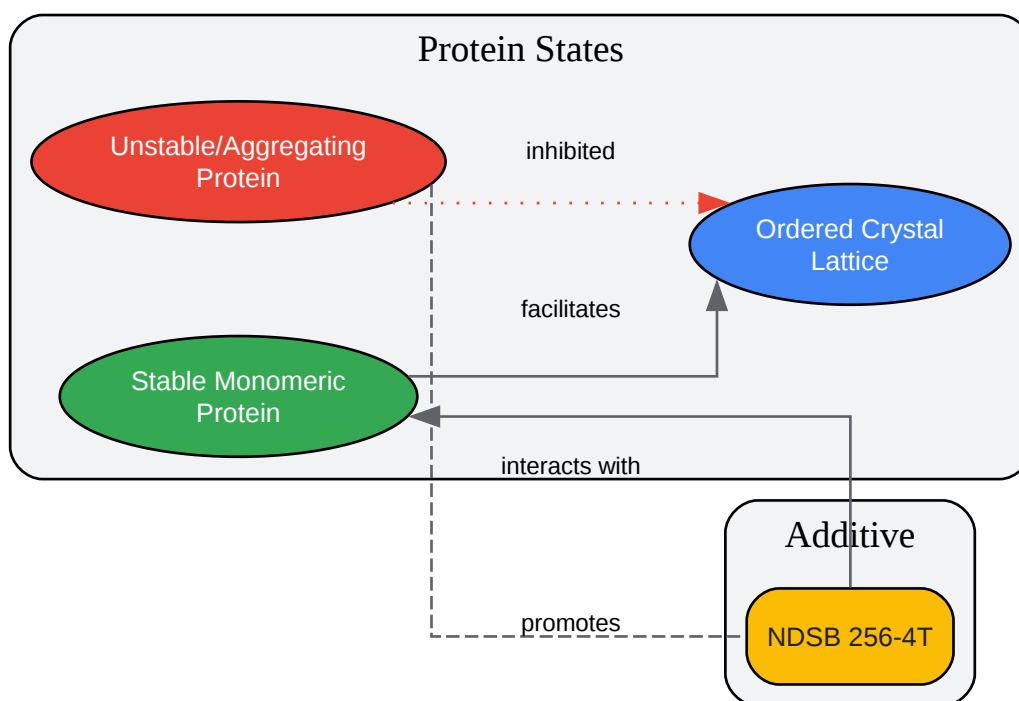 Protein States
Unstable/Aggregating
Protein
inhibited
Ordered Crystal
Lattice
facilitates
Stable Monomeric
Protein
interacts with
Additive
promotes
NDSB 256-4T